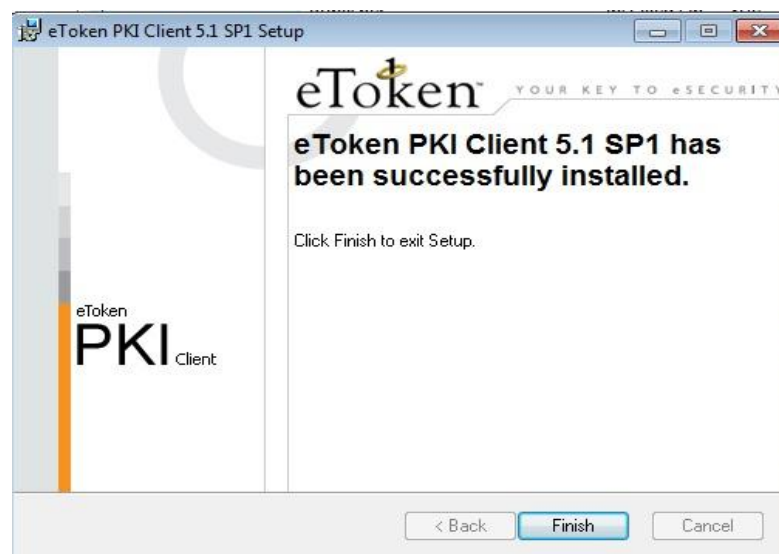 eToken PKI Client 5.1 SP1 Setup
eToken™ YOUR KEY TO eSECURITY
eToken PKI Client 5.1 SP1 has
been successfully installed.
Click Finish to exit Setup.
eToken
PKI Client
< Back Finish Cancel